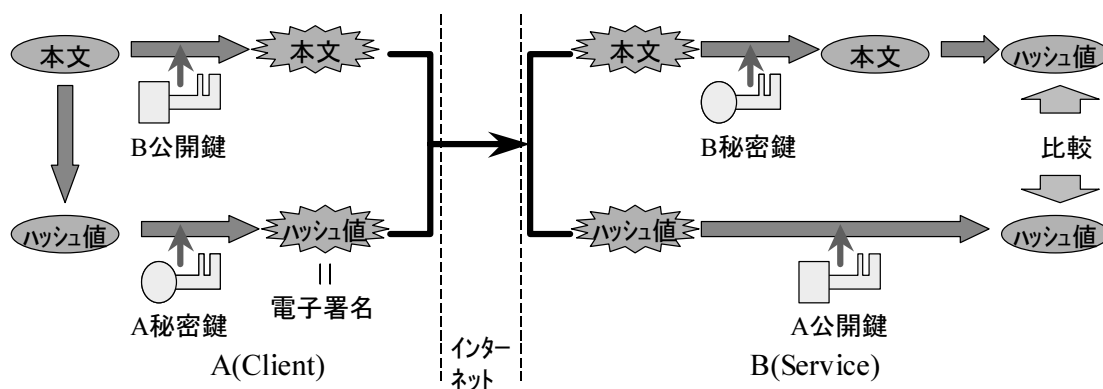 本文
本文
B公開鍵
ハッシュ値
ハッシュ値
A秘密鍵
電子署名
A(Client)
インター
ネット
本文
本文
ハッシュ値
B秘密鍵
比較
ハッシュ値
ハッシュ値
A公開鍵
B(Service)